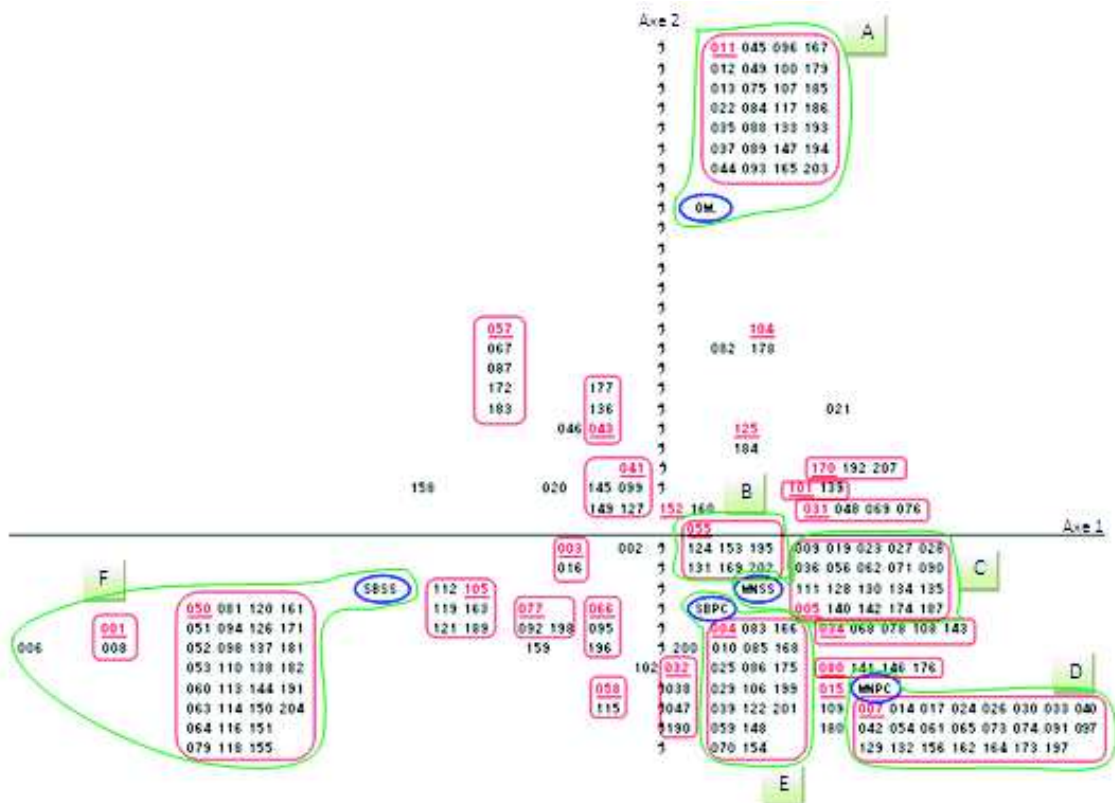 Axe 2
A
011 045 096 167
012 049 100 179
013 075 107 185
022 084 117 186
035 088 133 193
037 089 147 194
044 093 165 203
OML
057 104
067 082 178
087
172 177
183 136 021
046 043 125
184
041 170 192 207
158 020 145 099 B 101 139
149 127 152 160 031 048 069 076
055 Axe 1
003 002 124 153 195 009 019 023 027 028
016 131 169 202 036 056 062 071 090
F SBSS 112 105 WNSS 111 128 130 134 135 C
050 081 120 161 119 163 077 066 SBPC 005 140 142 174 187
001 051 094 126 171 121 189 092 198 095 004 083 166 034 068 078 108 143
006 008 052 098 137 181 159 196 200 010 085 168
053 110 138 182 102 032 025 086 175 080 141 146 176 D
060 113 144 191 058 038 029 106 199 015 WNPC
063 114 150 204 115 047 039 122 201 109 007 014 017 024 026 030 033 040
064 116 151 190 059 148 180 042 054 061 065 073 074 091 097
079 118 155 070 154 129 132 156 162 164 173 197
E